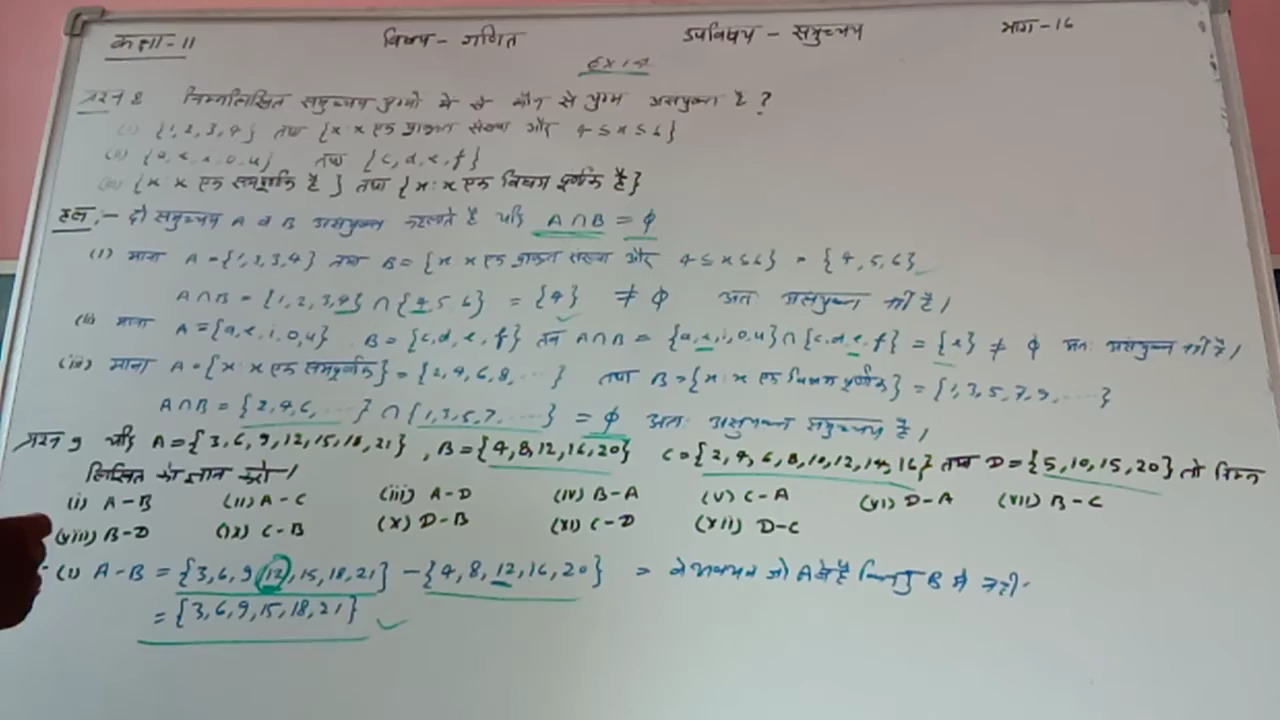 कक्षा-11 विषय - गणित उपविषय - समुच्चय भाग-16
प्रश्न 8 निम्नलिखित समुच्चय युग्मों में से कौन से युग्म असंयुक्त है ?
(i) {1,2,3,4} तथा {x:x एक प्राकृत संख्या और 4≤x≤6}
(ii) {a,e,i,o,u} तथा {c,d,e,f}
(iii) {x:x एक समपूर्णांक है } तथा {x:x एक विषम पूर्णांक है}
हल:- दो समुच्चय A व B असंयुक्त कहलाते है यदि A∩B = ϕ
(i) माना A={1,2,3,4} तथा B={x x एक प्राकृत संख्या और 4≤x≤6} = {4,5,6}
A∩B = {1,2,3,4}∩{4,5,6} = {4} ≠ ϕ अतः असंयुक्त नहीं है।
(ii) माना A={a,e,i,o,u} B={c,d,e,f} तब A∩B = {a,e,i,o,u}∩{c,d,e,f} = {e} ≠ ϕ अतः असंयुक्त नहीं है।
(iii) माना A={x:x एक समपूर्णांक}={2,4,6,8,....} तथा B={x:x एक विषम पूर्णांक}={1,3,5,7,9,.....}
A∩B={2,4,6,.....}∩{1,3,5,7,.....} = ϕ अतः असंयुक्त समुच्चय है।
प्रश्न 9 यदि A={3,6,9,12,15,18,21}, B={4,8,12,16,20} C={2,4,6,8,10,12,14,16} तथा D={5,10,15,20} तो निम्न
लिखित को ज्ञात करो।
(i) A-B (ii) A-C (iii) A-D (iv) B-A (v) C-A (vi) D-A (vii) B-C
(viii) B-D (ix) C-B (x) D-B (xi) C-D (xii) D-C
(i) A-B = {3,6,9,12,15,18,21} - {4,8,12,16,20} = वे अवयव जो A में है किन्तु B में नहीं
= {3,6,9,15,18,21}